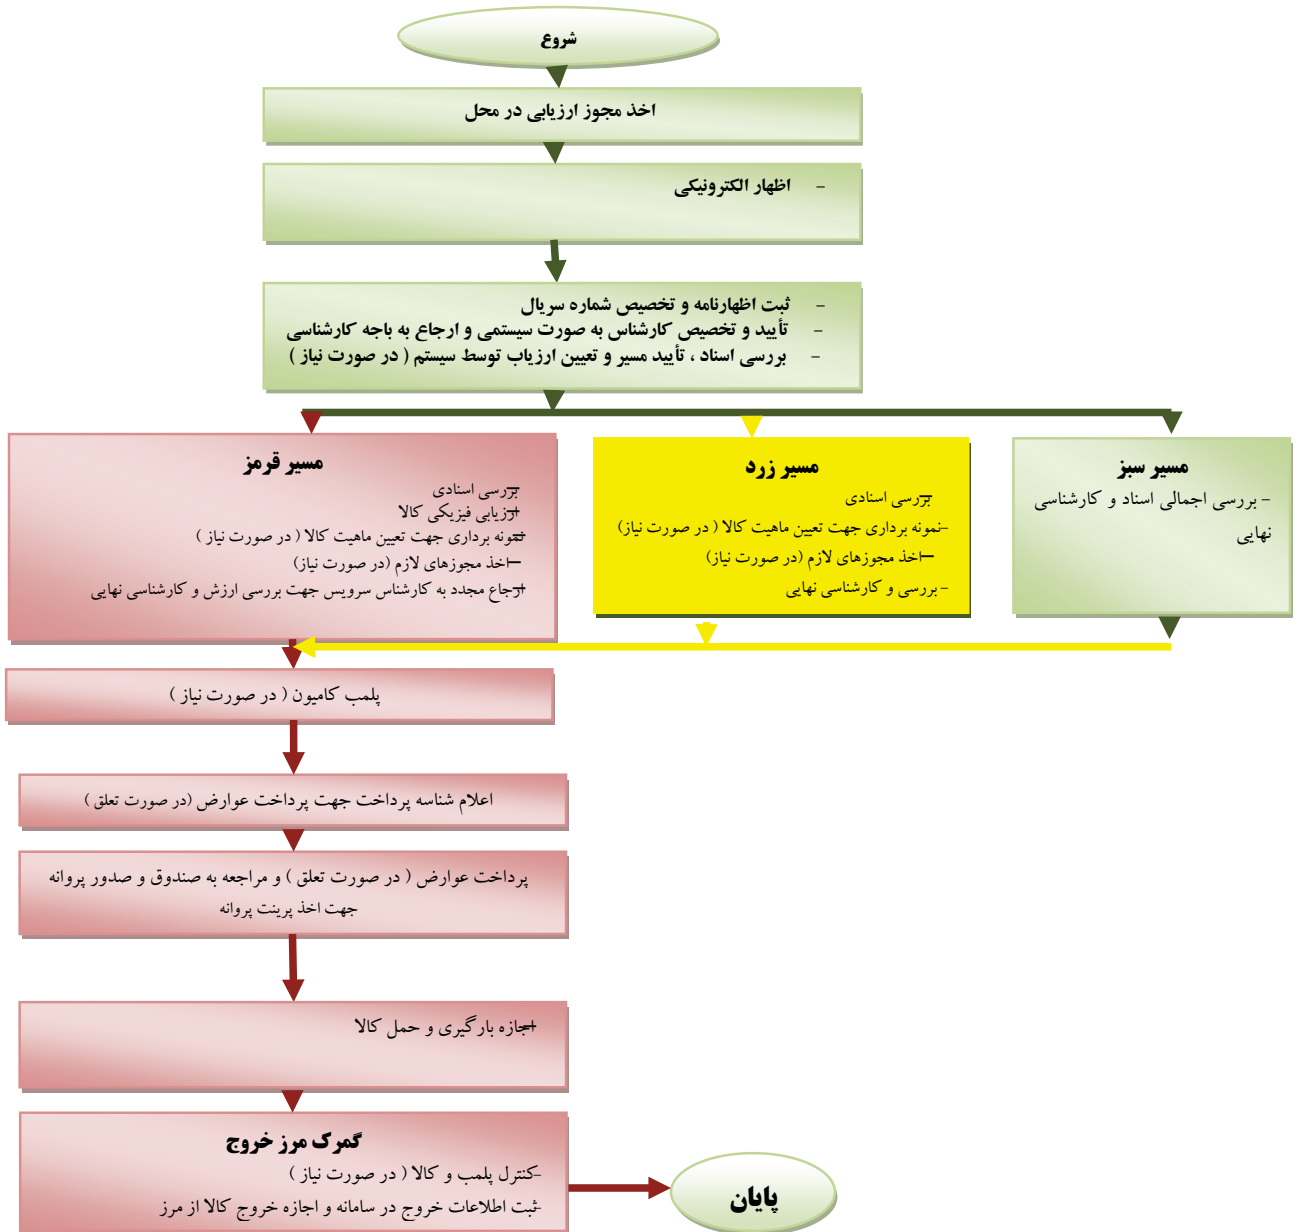 شروع
اخذ مجوز ارزیابی در محل
- اظهار الکترونیکی
- ثبت اظهارنامه و تخصیص شماره سریال
- تأیید و تخصیص کارشناس به صورت سیستمی و ارجاع به باجه کارشناسی
- بررسی اسناد ، تأیید مسیر و تعیین ارزیاب توسط سیستم ( در صورت نیاز )
مسیر سبز
- بررسی اجمالی اسناد و کارشناسی
نهایی
مسیر زرد
-بررسی اسنادی
-نمونه برداری جهت تعیین ماهیت کالا ( در صورت نیاز)
-اخذ مجوزهای لازم (در صورت نیاز)
- بررسی و کارشناسی نهایی
مسیر قرمز
-بررسی اسنادی
-ارزیابی فیزیکی کالا
-نمونه برداری جهت تعیین ماهیت کالا ( در صورت نیاز )
-اخذ مجوزهای لازم (در صورت نیاز)
-ارجاع مجدد به کارشناس سرویس جهت بررسی ارزش و کارشناسی نهایی
پلمب کامیون ( در صورت نیاز )
اعلام شناسه پرداخت جهت پرداخت عوارض (در صورت تعلق )
پرداخت عوارض ( در صورت تعلق ) و مراجعه به صندوق و صدور پروانه
جهت اخذ پرینت پروانه
-اجازه بارگیری و حمل کالا
گمرک مرز خروج
-کنترل پلمب و کالا ( در صورت نیاز )
-ثبت اطلاعات خروج در سامانه و اجازه خروج کالا از مرز
پایان